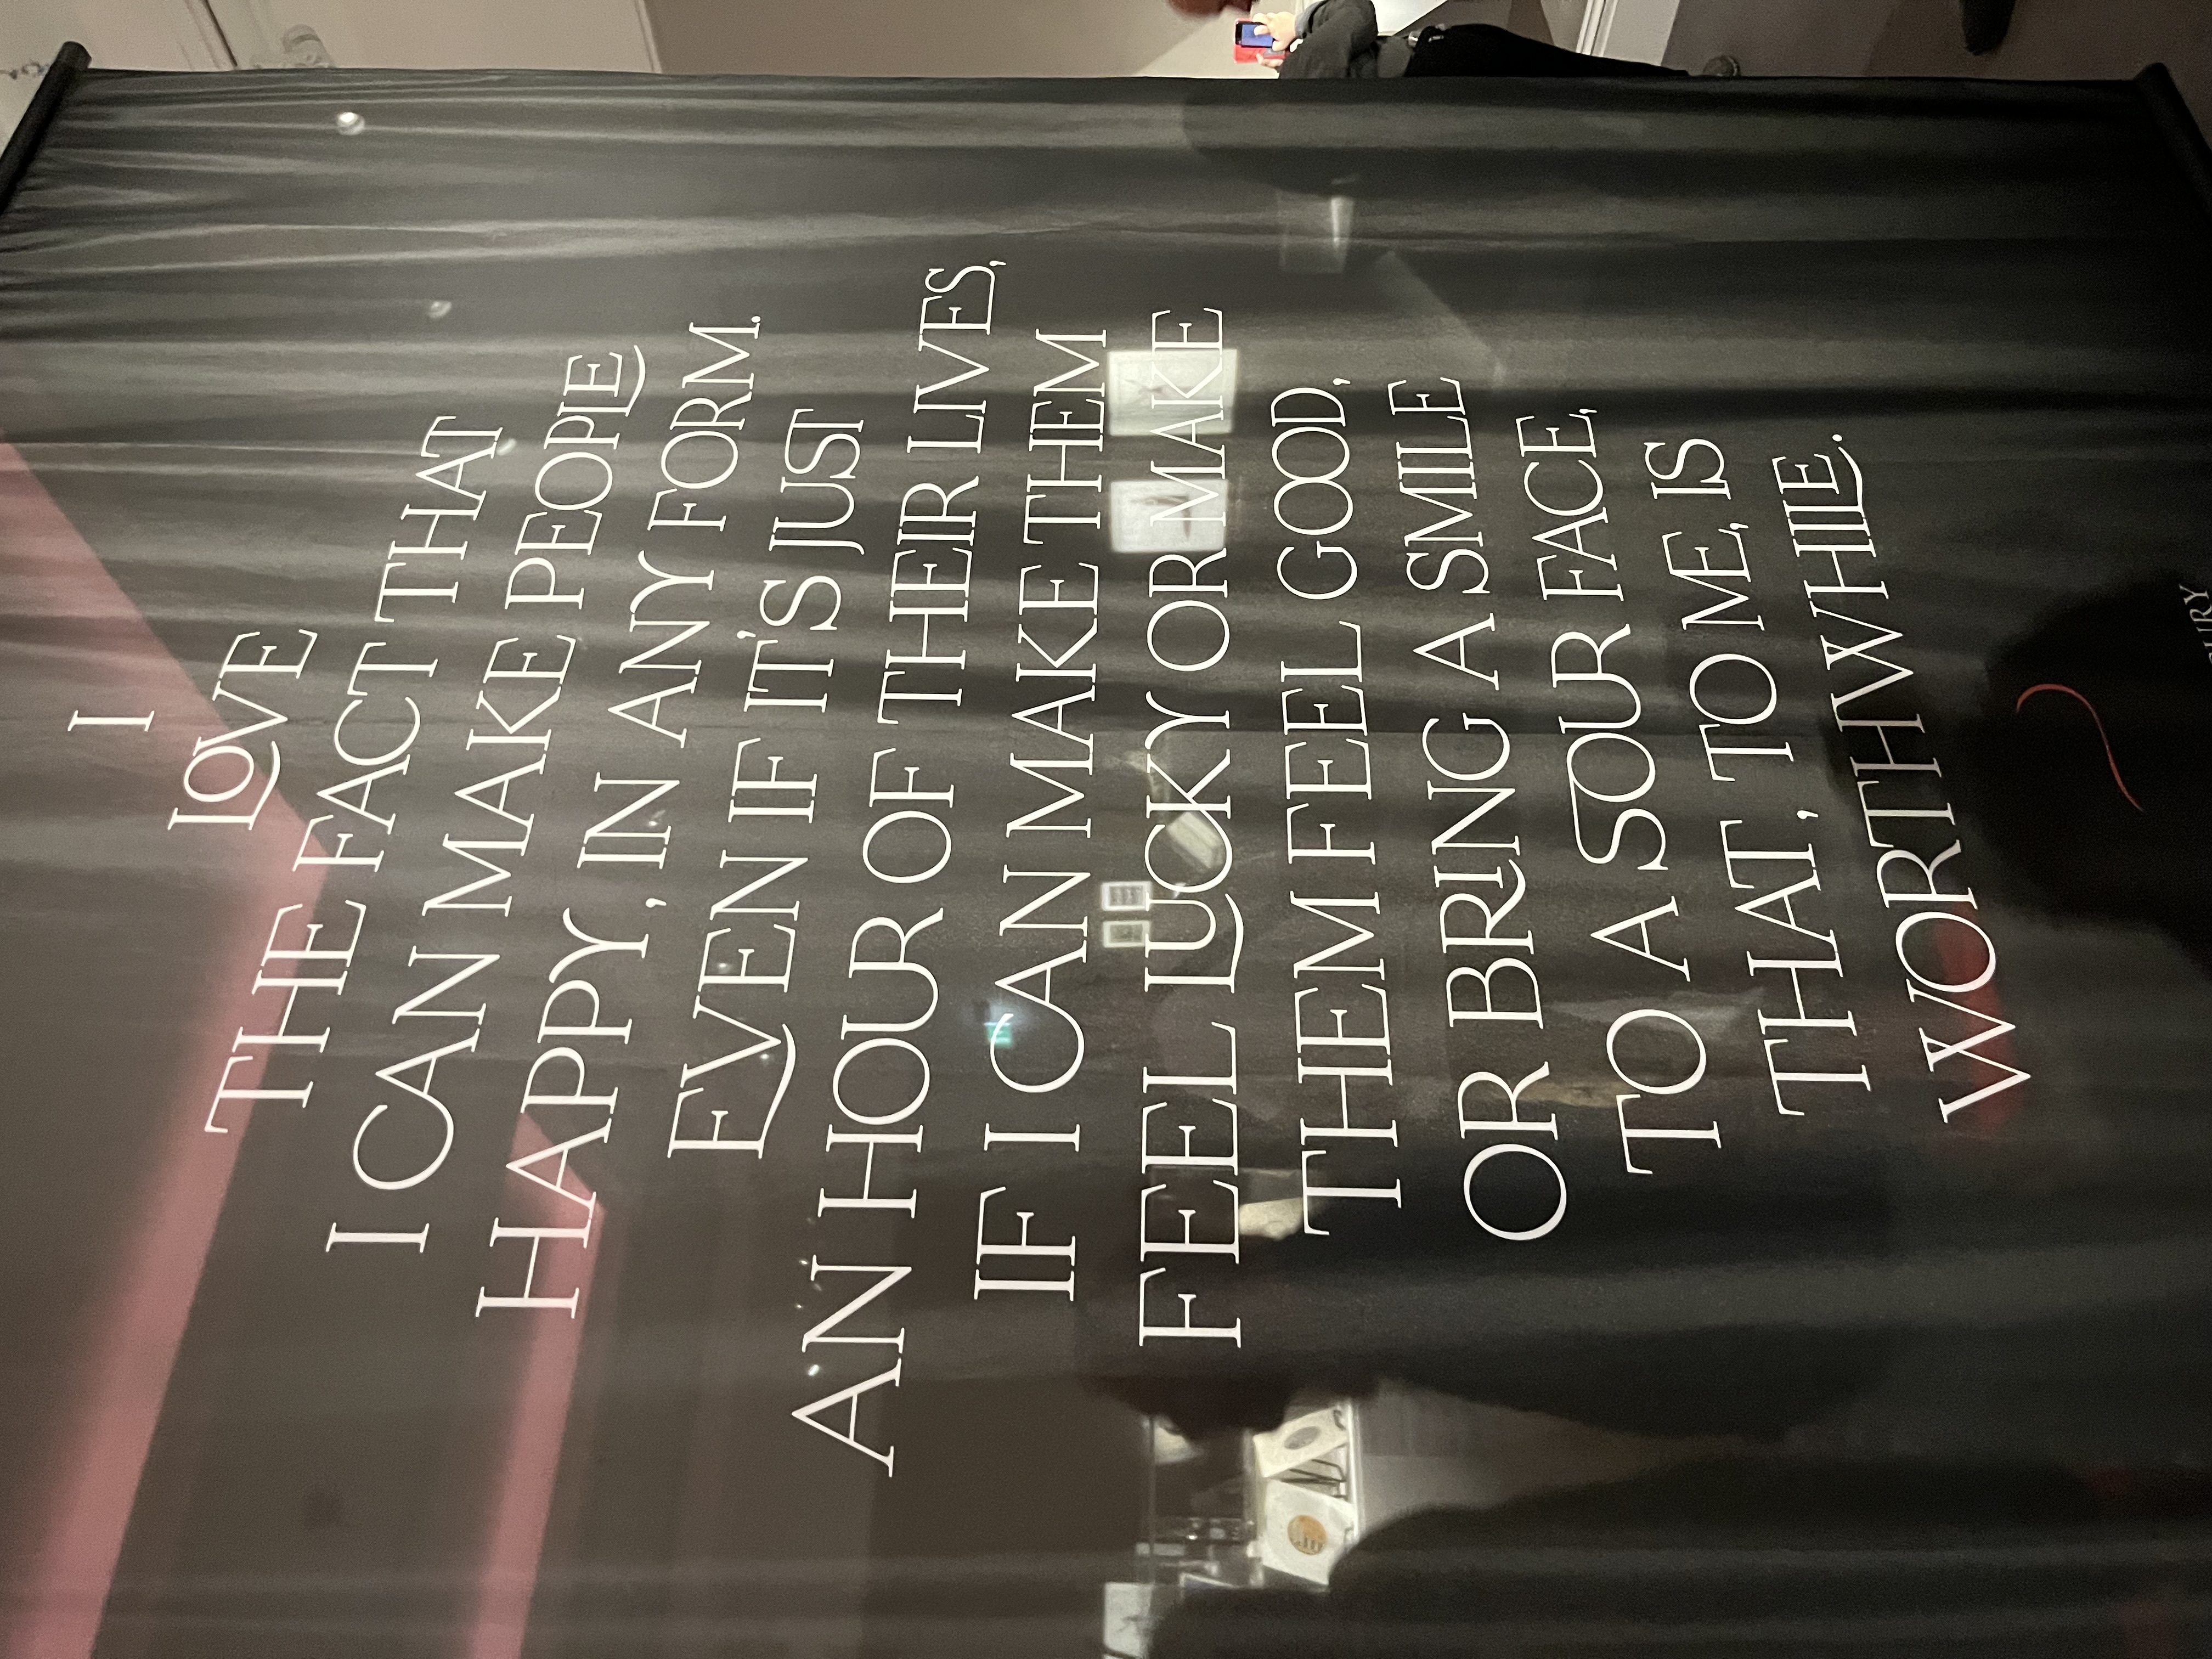 I
LOVE
THE FACT THAT
I CAN MAKE PEOPLE
HAPPY, IN ANY FORM.
EVEN IF IT'S JUST
AN HOUR OF THEIR LIVES,
IF I CAN MAKE THEM
FEEL LUCKY OR MAKE
THEM FEEL GOOD,
OR BRING A SMILE
TO A SOUR FACE,
THAT, TO ME, IS
WORTHWHILE.